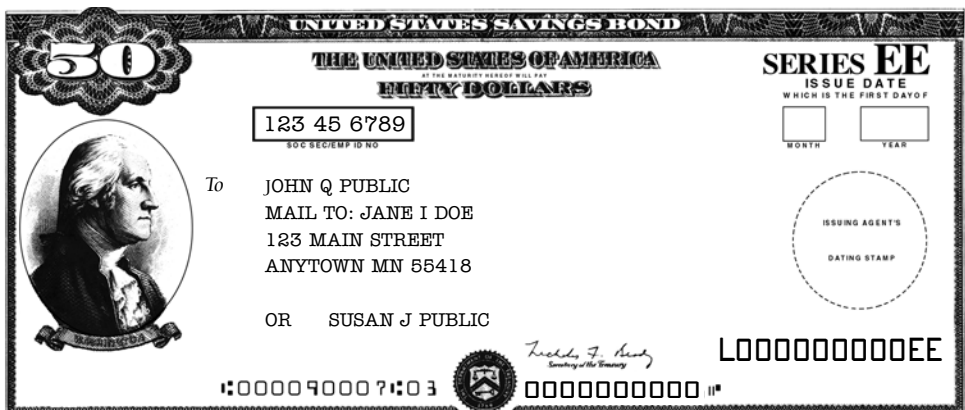 UNITED STATES SAVINGS BOND
50
THE UNITED STATES OF AMERICA
AT THE MATURITY HEREOF WILL PAY
FIFTY DOLLARS
SERIES EE
ISSUE DATE
WHICH IS THE FIRST DAY OF
MONTH YEAR
123 45 6789
SOC SEC/EMP ID NO
To JOHN Q PUBLIC
MAIL TO: JANE I DOE
123 MAIN STREET
ANYTOWN MN 55418
OR SUSAN J PUBLIC
ISSUING AGENT'S
DATING STAMP
WASHINGTON
Nicholas F. Brady
Secretary of the Treasury
L0000000000EE
⑆000090007⑆03 0000000000⑈